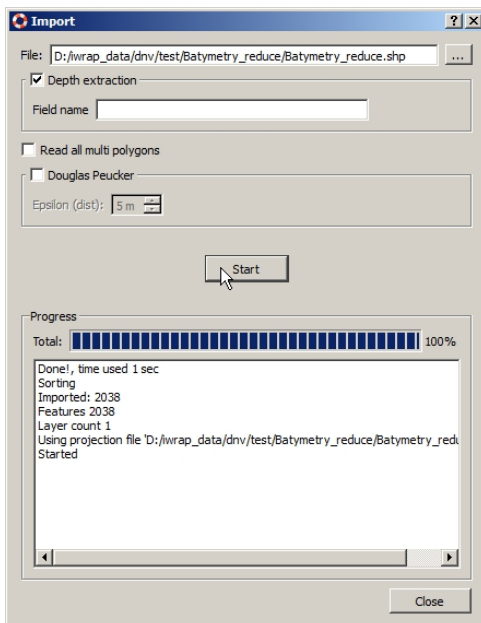 Import
File: D:/iwrap_data/dnv/test/Batymetry_reduce/Batymetry_reduce.shp ...
Depth extraction
Field name
Read all multi polygons
Douglas Peucker
Epsilon (dist): 5 m
Start
Progress
Total: 100%
Done!, time used 1 sec
Sorting
Imported: 2038
Features 2038
Layer count 1
Using projection file 'D:/iwrap_data/dnv/test/Batymetry_reduce/Batymetry_redu
Started
Close